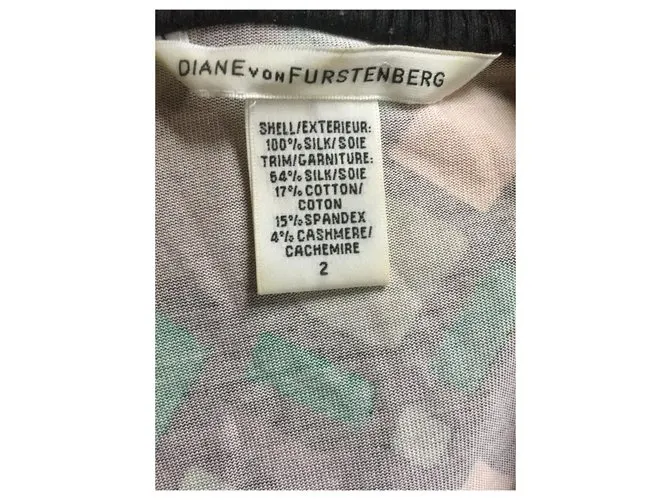 DIANE VON FURSTENBERG
SHELL/EXTERIEUR:
100% SILK/SOIE
TRIM/GARNITURE:
64% SILK/SOIE
17% COTTON/
COTON
15% SPANDEX
4% CASHMERE/
CACHEMIRE
2